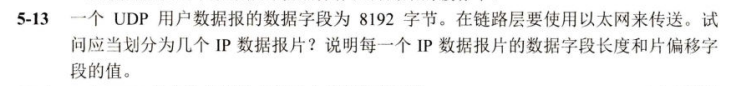 5-13 一个 UDP 用户数据报的数据字段为 8192 字节。在链路层要使用以太网来传送。试
问应当划分为几个 IP 数据报片？说明每一个 IP 数据报片的数据字段长度和片偏移字
段的值。